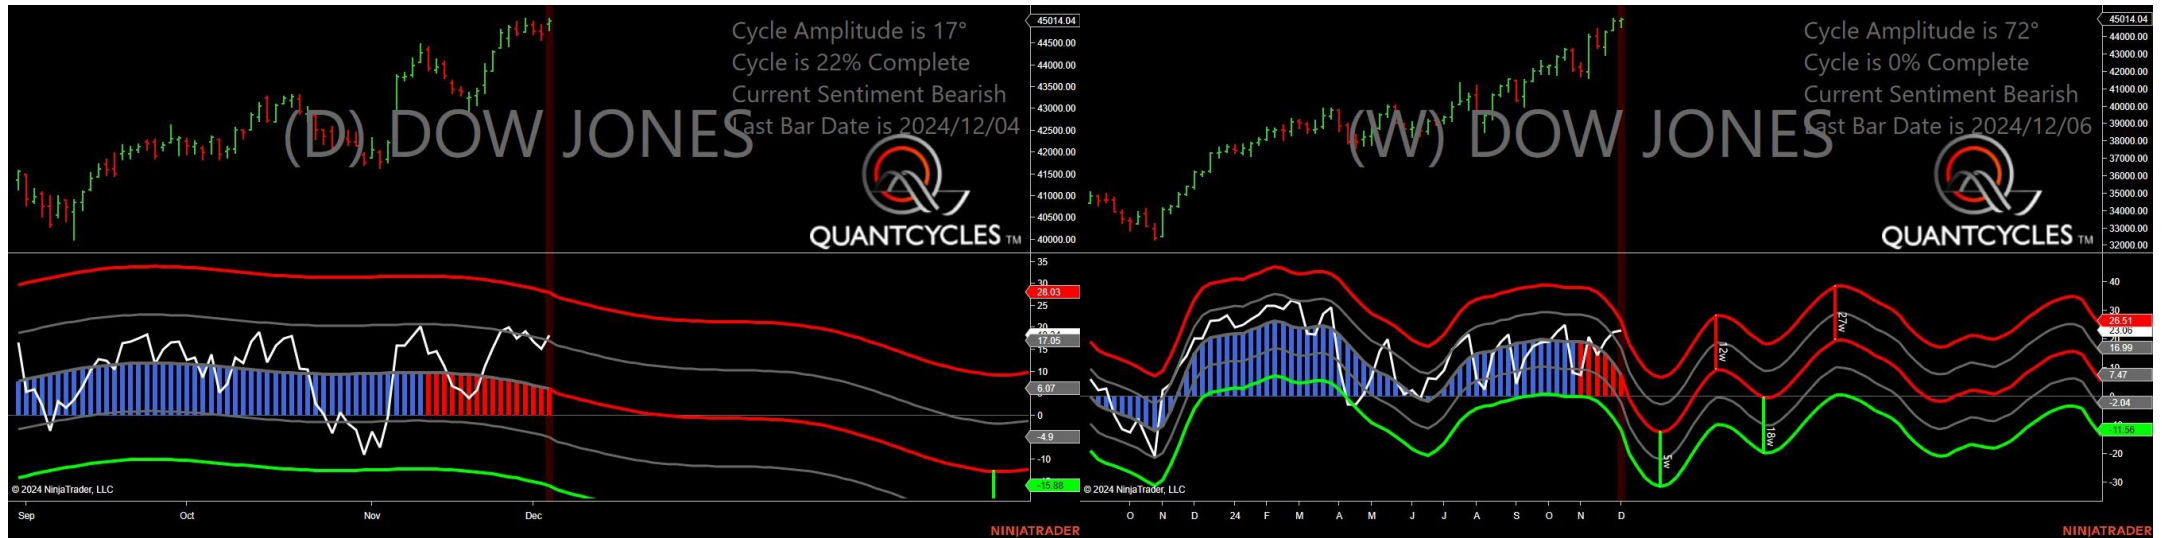 Cycle Amplitude is 17°
Cycle is 22% Complete
Current Sentiment Bearish
Last Bar Date is 2024/12/04
(D) DOW JONES
QUANTCYCLES TM
45014.04
44500.00
44000.00
43500.00
43000.00
42500.00
42000.00
41500.00
41000.00
40500.00
40000.00
35
30
28.03
25
20
17.05
15
10
6.07
5
0
-4.9
-10
-15.88
© 2024 NinjaTrader, LLC
Sep Oct Nov Dec
NINJATRADER
Cycle Amplitude is 72°
Cycle is 0% Complete
Current Sentiment Bearish
Last Bar Date is 2024/12/06
(W) DOW JONES
QUANTCYCLES TM
45014.04
44000.00
43000.00
42000.00
41000.00
40000.00
39000.00
38000.00
37000.00
36000.00
35000.00
34000.00
33000.00
32000.00
40
30
26.51
23.06
20
16.99
10
7.47
-2.04
-11.56
-20
-30
5w
12w
18w
27w
© 2024 NinjaTrader, LLC
O N D 24 F M A M J J A S O N D
NINJATRADER